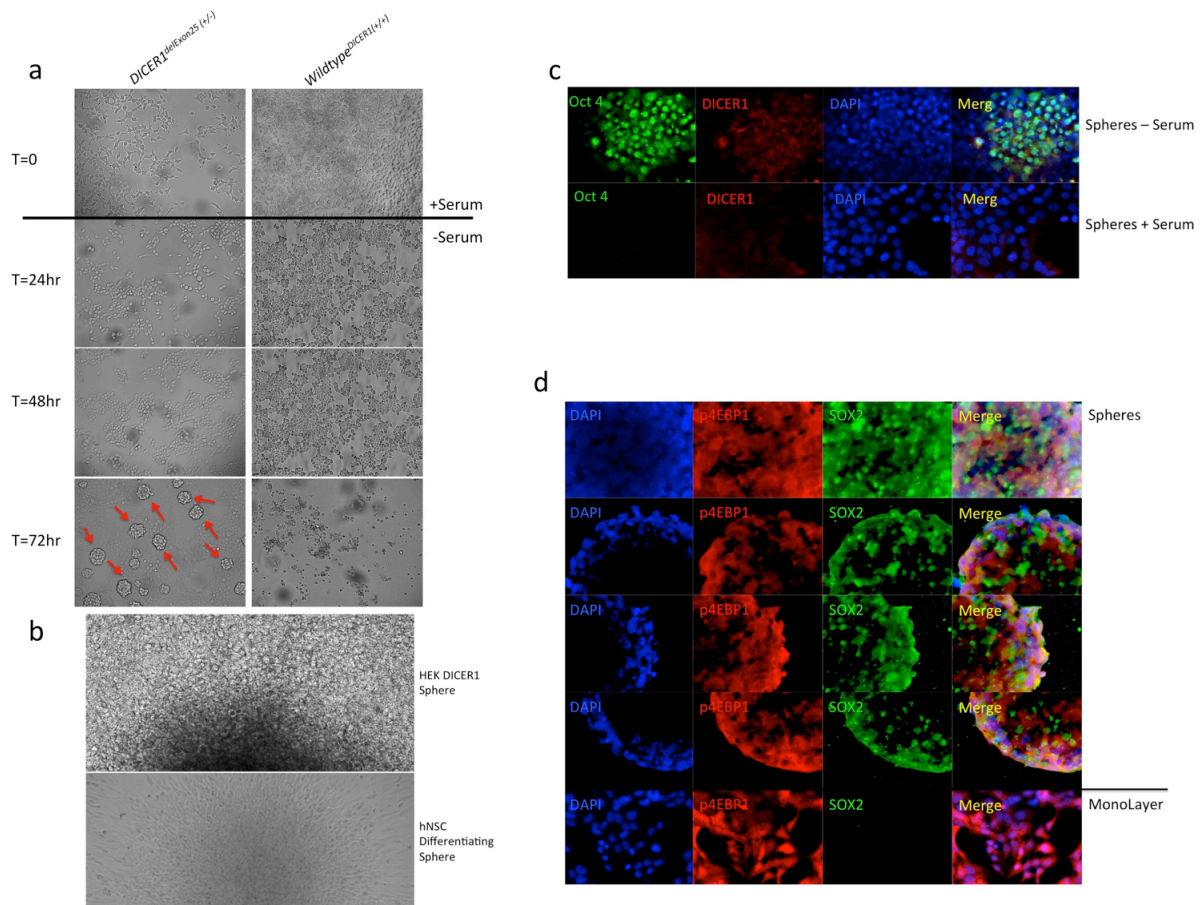 a
DICER1delExon25 (+/-)
WildtypeDICER1(+/+)
T=0
+Serum
-Serum
T=24hr
T=48hr
T=72hr
b
HEK DICER1
Sphere
hNSC
Differentiating
Sphere
c
Oct 4 DICER1 DAPI Merg
Spheres – Serum
Oct 4 DICER1 DAPI Merg
Spheres + Serum
d
DAPI p4EBP1 SOX2 Merge
Spheres
DAPI p4EBP1 SOX2 Merge
DAPI p4EBP1 SOX2 Merge
DAPI p4EBP1 SOX2 Merge
DAPI p4EBP1 SOX2 Merge
MonoLayer